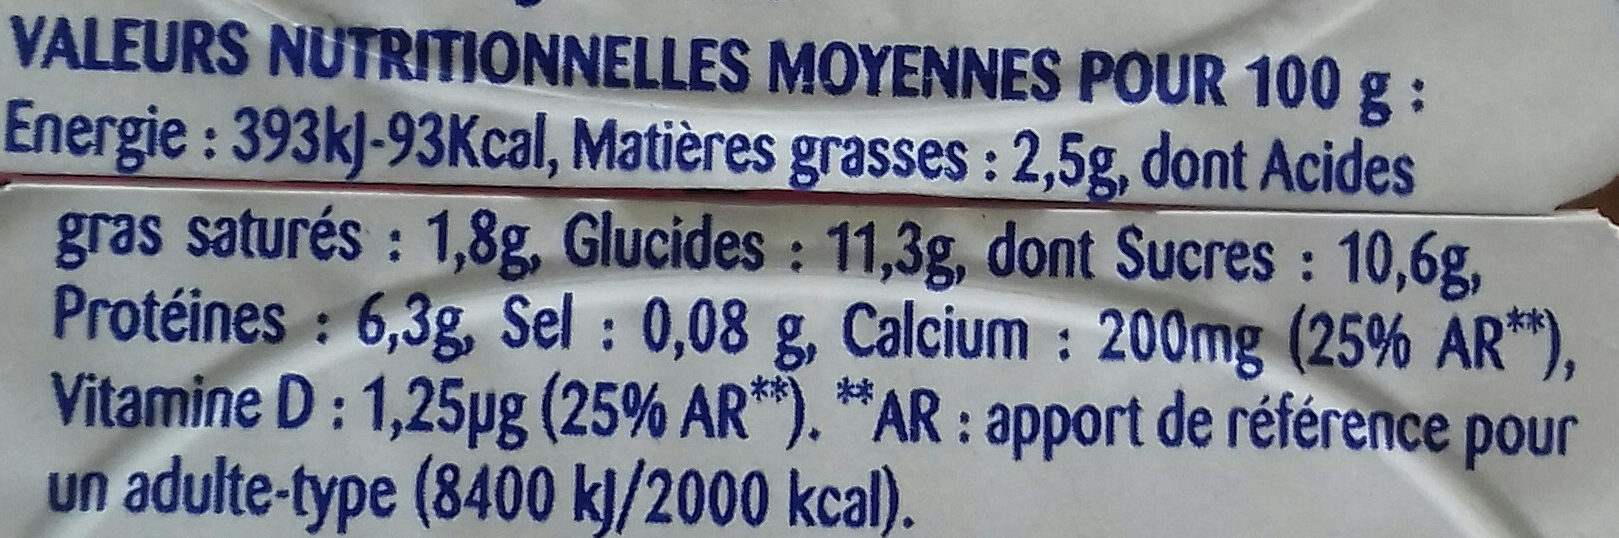 VALEURS NUTRITIONNELLES MOYENNES POUR 100 g :
Energie : 393kJ-93Kcal, Matières grasses : 2,5g, dont Acides
gras saturés : 1,8g, Glucides : 11,3g, dont Sucres : 10,6g,
Protéines : 6,3g, Sel : 0,08 g, Calcium : 200mg (25% AR**),
Vitamine D : 1,25µg (25% AR**). **AR : apport de référence pour
un adulte-type (8400 kJ/2000 kcal).